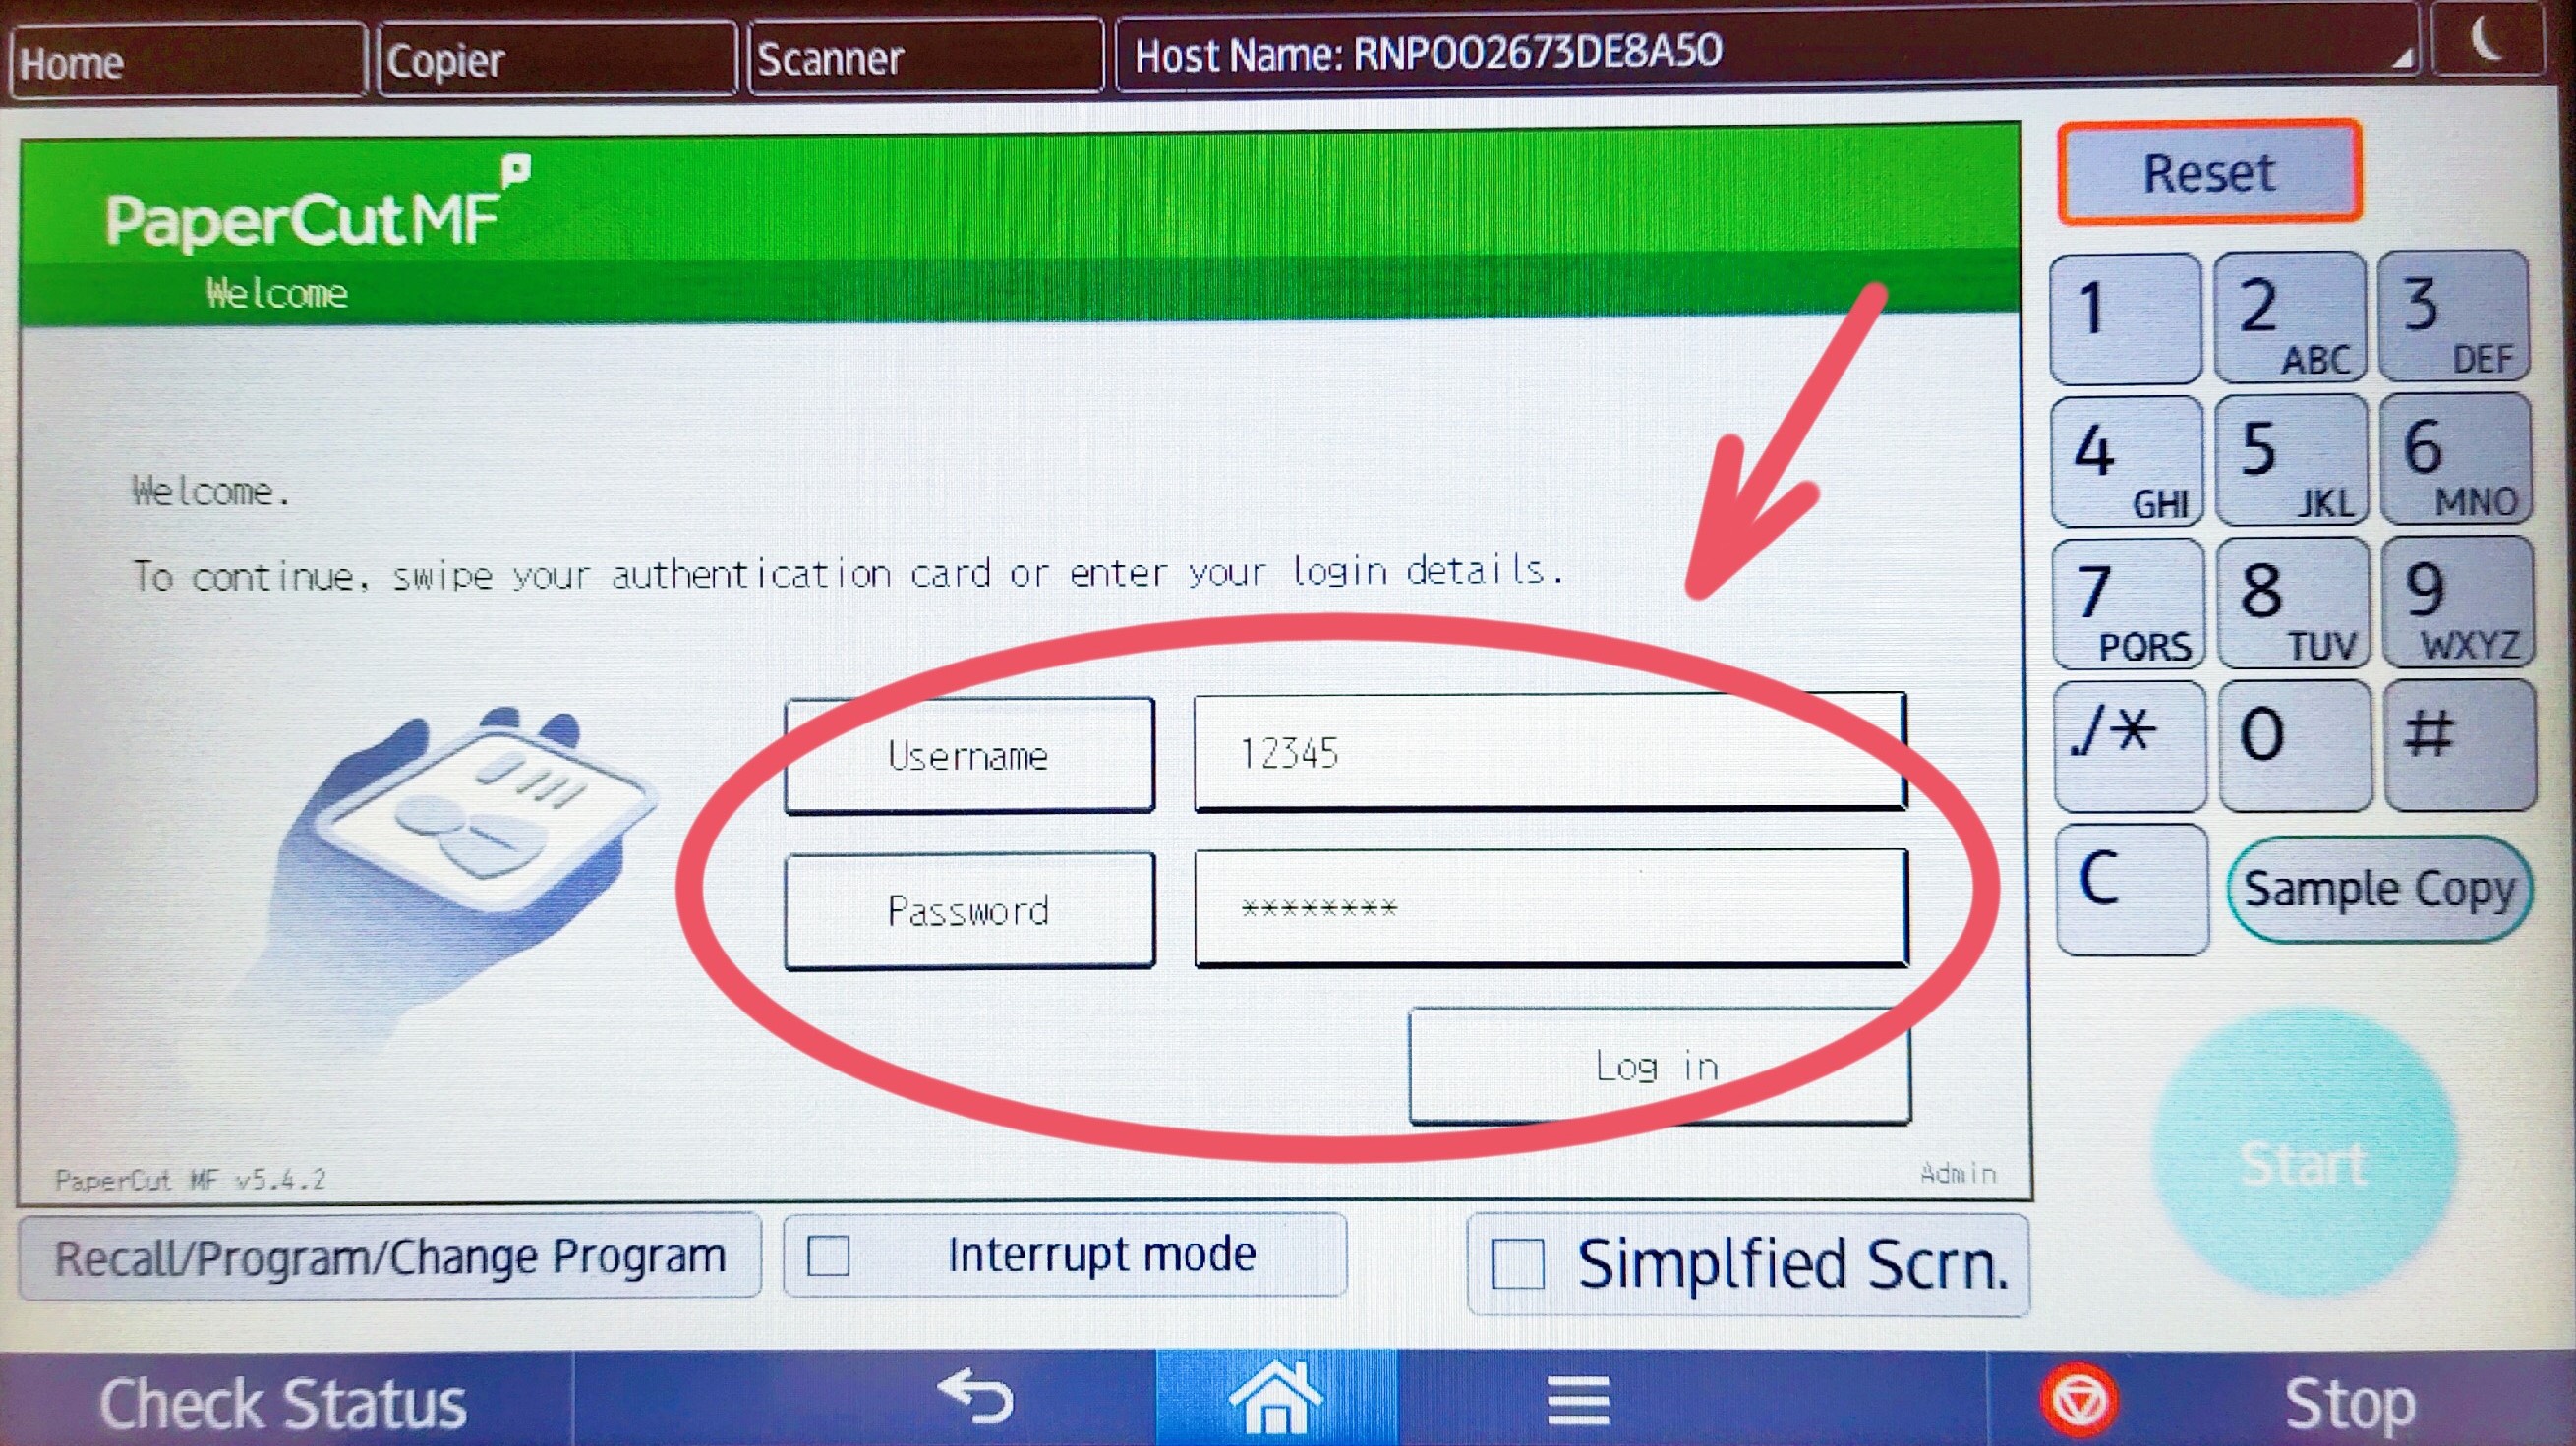 Home Copier Scanner Host Name: RNP002673DE8A50
PaperCut MF
Welcome
Welcome.
To continue, swipe your authentication card or enter your login details.
Username 12345
Password ********
Log in
PaperCut MF v5.4.2 Admin
Recall/Program/Change Program Interrupt mode Simplfied Scrn.
Reset
1 2 ABC 3 DEF
4 GHI 5 JKL 6 MNO
7 PQRS 8 TUV 9 WXYZ
./* 0 #
C Sample Copy
Start
Check Status Stop